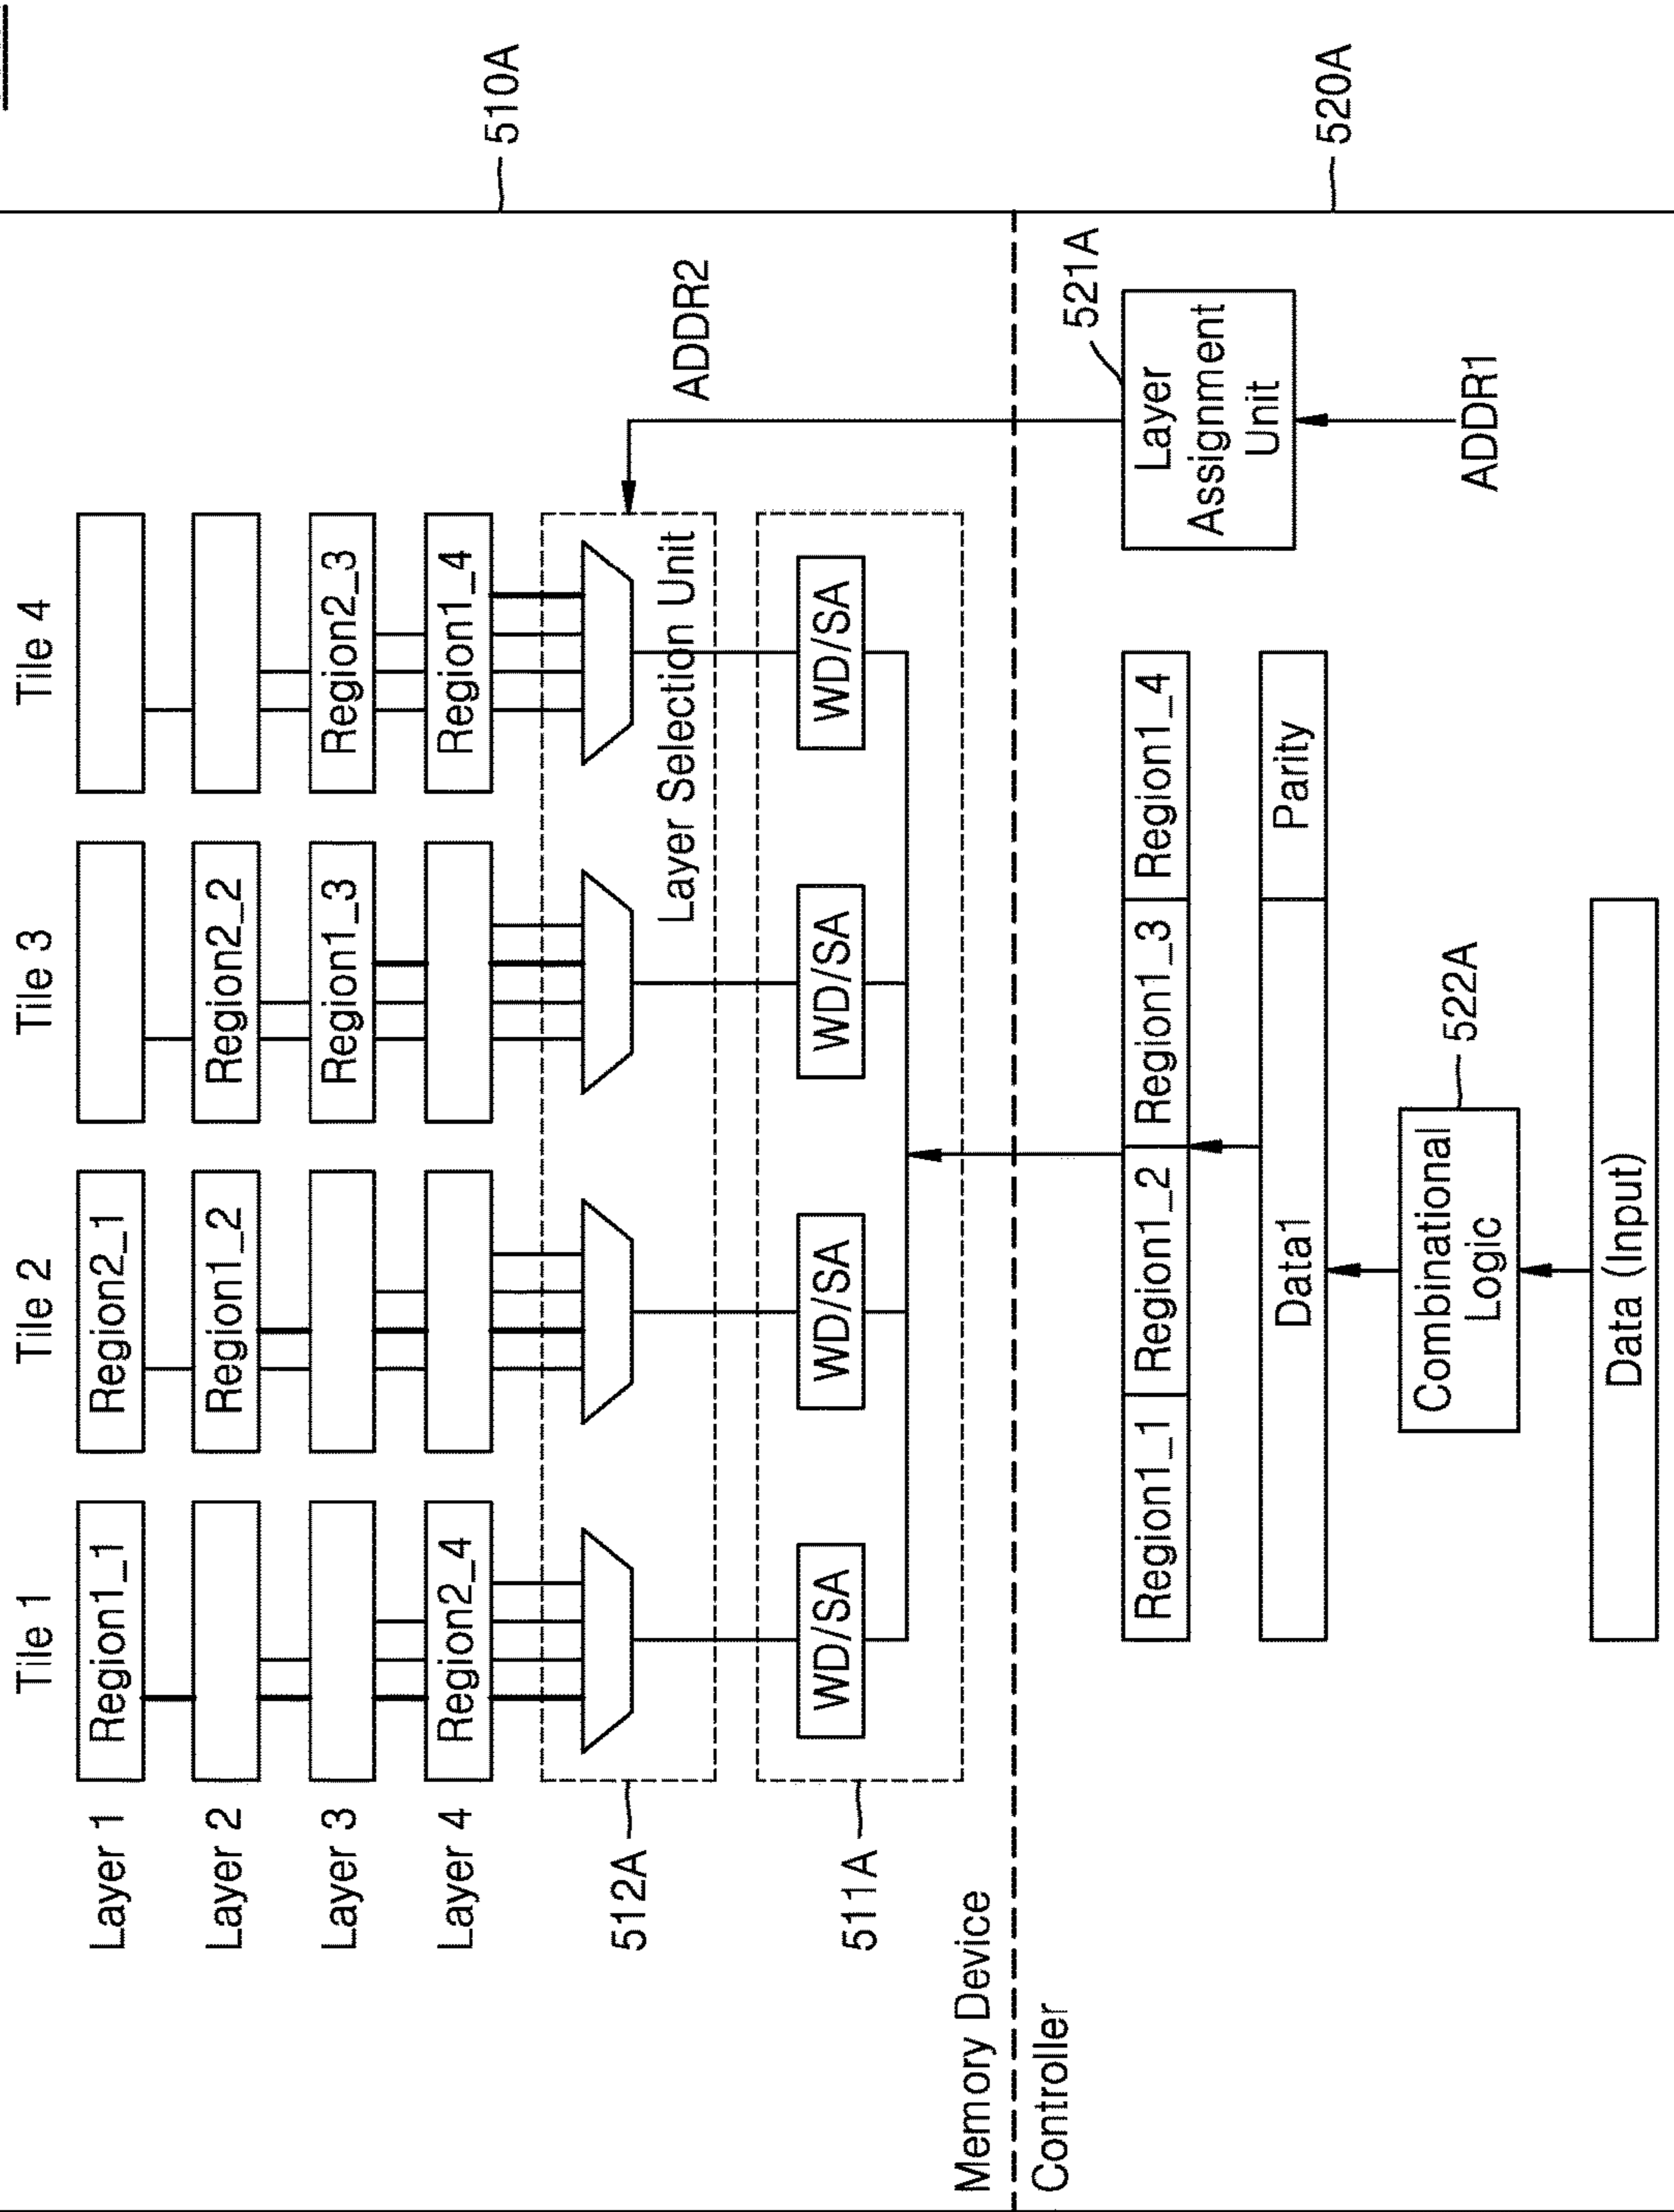 Tile 1
Tile 2
Tile 3
Tile 4
Layer 1
Region1_1
Region2_1
Layer 2
Region1_2
Region2_2
Layer 3
Region1_3
Region2_3
Layer 4
Region2_4
Region1_4
510A
512A
Layer Selection Unit
ADDR2
511A
WD/SA
WD/SA
WD/SA
WD/SA
Memory Device
Controller
521A
Layer
Assignment
Unit
ADDR1
520A
Region1_1
Region1_2
Region1_3
Region1_4
Data1
Parity
Combinational
Logic
522A
Data (Input)